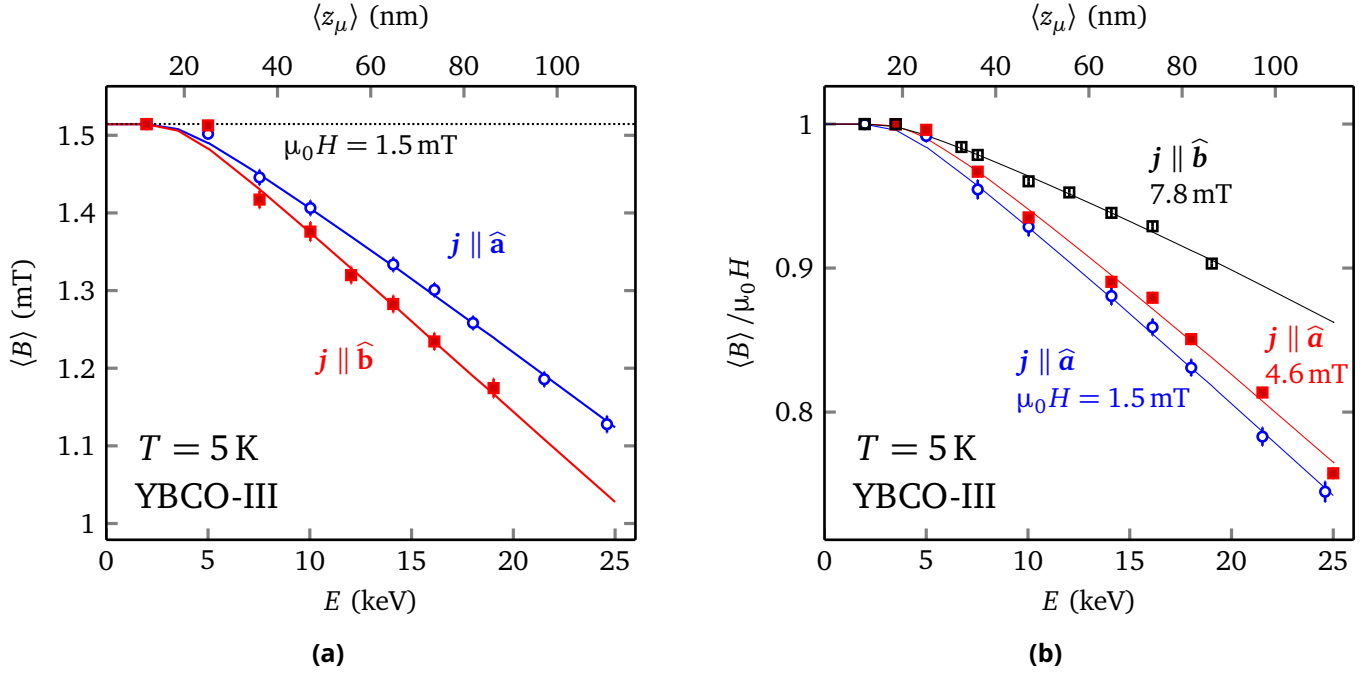 ⟨z_μ⟩ (nm)
20 40 60 80 100
1.5
1.4
1.3
1.2
1.1
1
⟨B⟩ (mT)
μ₀H = 1.5 mT
j ∥ â
j ∥ b̂
T = 5 K
YBCO-III
0 5 10 15 20 25
E (keV)
(a)
⟨z_μ⟩ (nm)
20 40 60 80 100
1
0.9
0.8
⟨B⟩ /μ₀H
j ∥ b̂
7.8 mT
j ∥ â
4.6 mT
j ∥ â
μ₀H = 1.5 mT
T = 5 K
YBCO-III
0 5 10 15 20 25
E (keV)
(b)